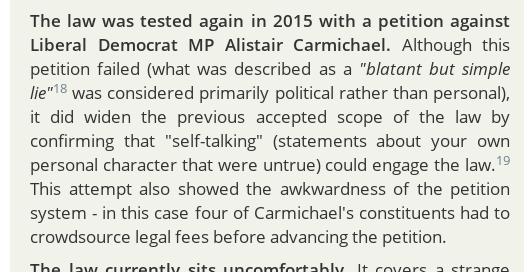 The law was tested again in 2015 with a petition against
Liberal Democrat MP Alistair Carmichael. Although this
petition failed (what was described as a "blatant but simple
lie"18 was considered primarily political rather than personal),
it did widen the previous accepted scope of the law by
confirming that "self-talking" (statements about your own
personal character that were untrue) could engage the law.19
This attempt also showed the awkwardness of the petition
system - in this case four of Carmichael's constituents had to
crowdsource legal fees before advancing the petition.
The law currently sits uncomfortably. It covers a strange